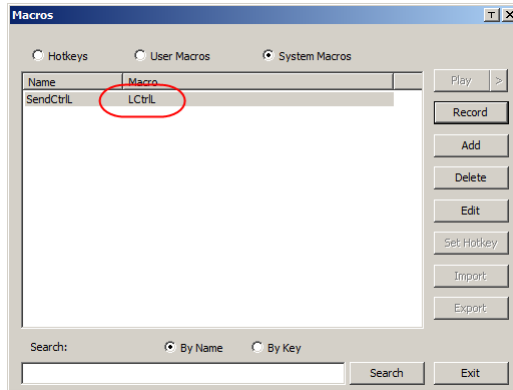 Macros
Hotkeys User Macros System Macros
Name Macro
SendCtrlL LCtrlL
Play >
Record
Add
Delete
Edit
Set Hotkey
Import
Export
Search: By Name By Key
Search Exit